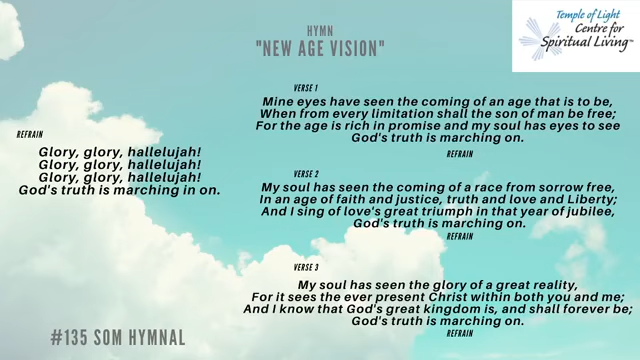 HYMN
"NEW AGE VISION"
Temple of Light
Centre for
Spiritual Living™
REFRAIN
Glory, glory, hallelujah!
Glory, glory, hallelujah!
Glory, glory, hallelujah!
God's truth is marching in on.
VERSE 1
Mine eyes have seen the coming of an age that is to be,
When from every limitation shall the son of man be free;
For the age is rich in promise and my soul has eyes to see
God's truth is marching on.
REFRAIN
VERSE 2
My soul has seen the coming of a race from sorrow free,
In an age of faith and justice, truth and love and Liberty;
And I sing of love's great triumph in that year of jubilee,
God's truth is marching on.
REFRAIN
VERSE 3
My soul has seen the glory of a great reality,
For it sees the ever present Christ within both you and me;
And I know that God's great kingdom is, and shall forever be;
God's truth is marching on.
REFRAIN
#135 SOM HYMNAL